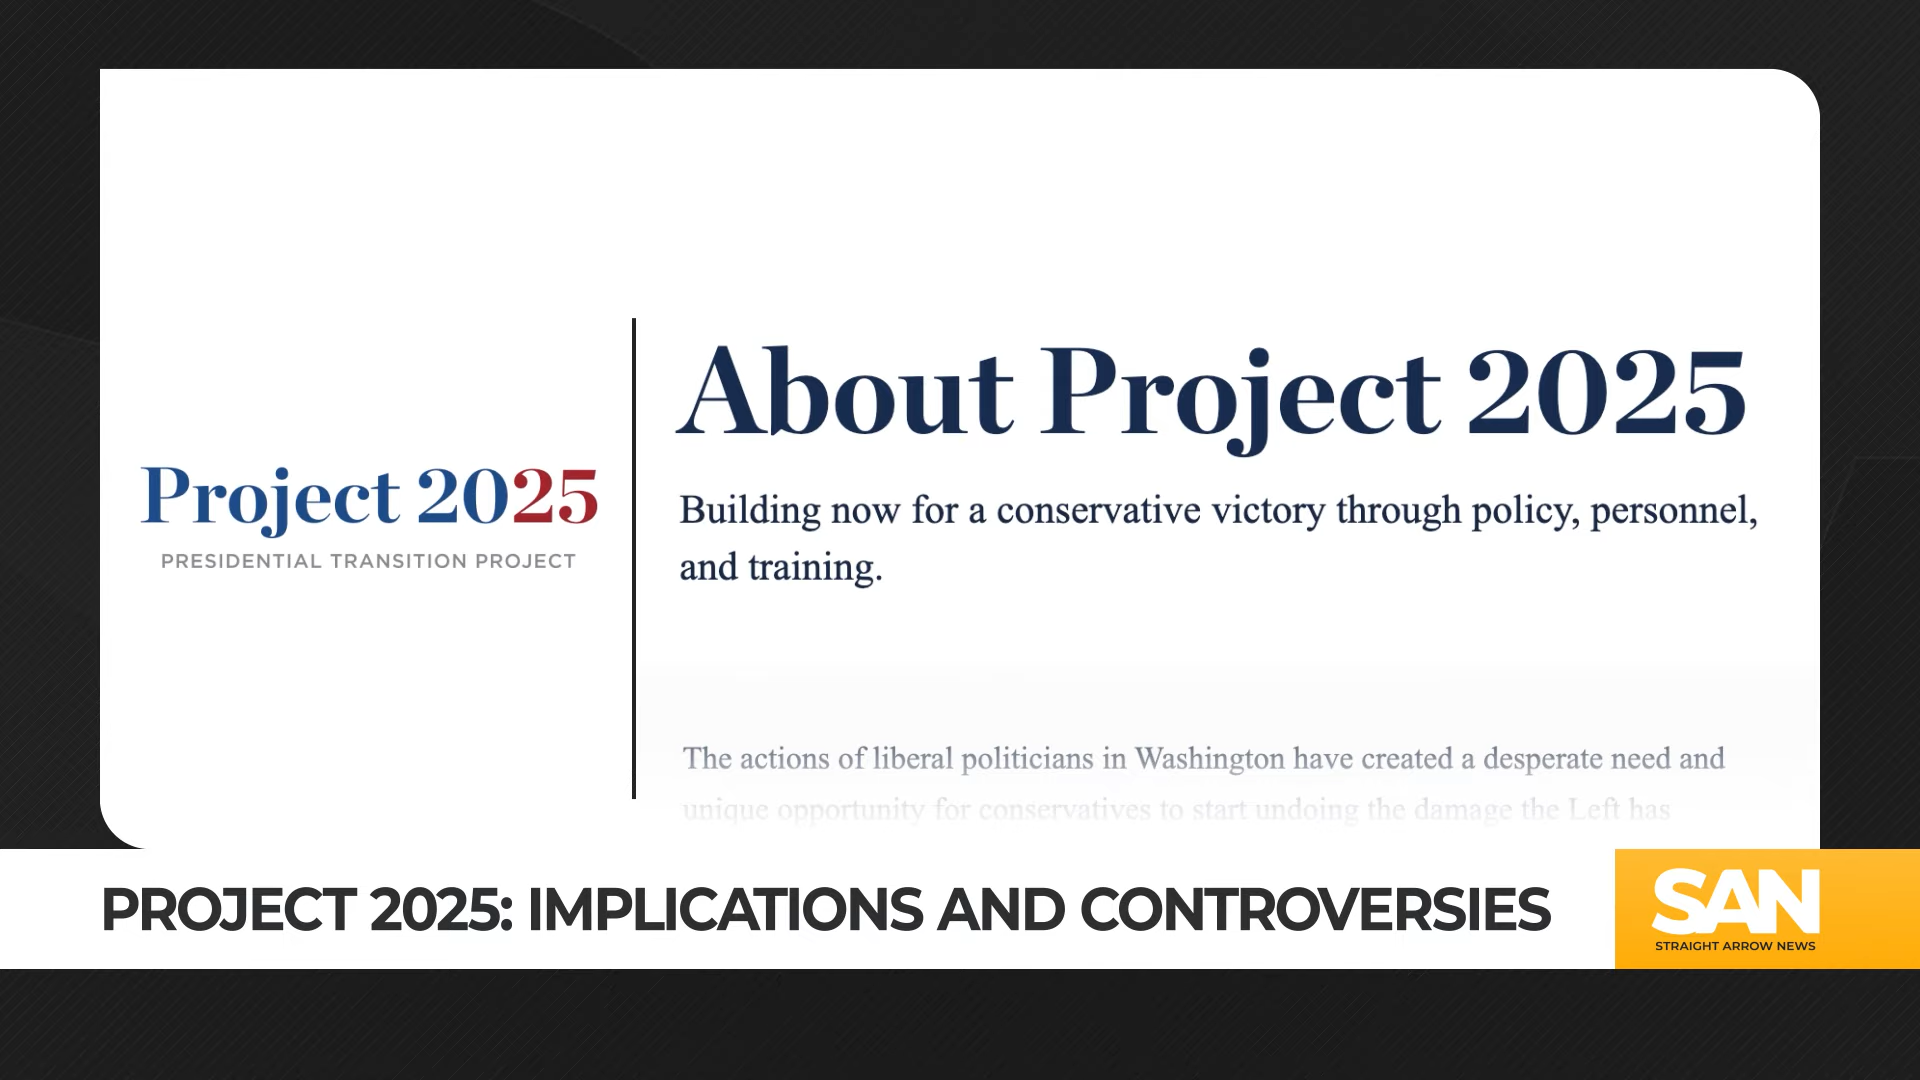 Project 2025
PRESIDENTIAL TRANSITION PROJECT
About Project 2025
Building now for a conservative victory through policy, personnel,
and training.
The actions of liberal politicians in Washington have created a desperate need and
unique opportunity for conservatives to start undoing the damage the Left has
PROJECT 2025: IMPLICATIONS AND CONTROVERSIES
SAN
STRAIGHT ARROW NEWS